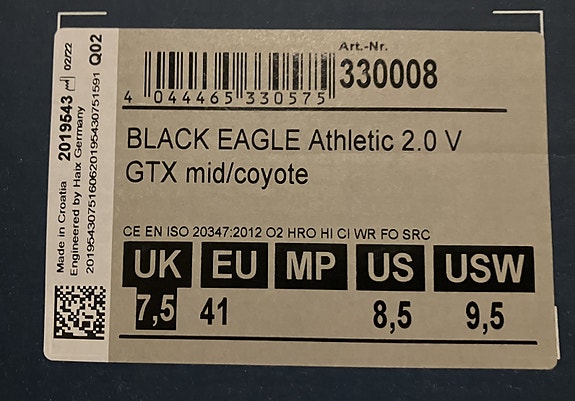 Made in Croatia 2019543 02/22 Q02
Engineered by Haix Germany
20195430751606201954307515 91
Art.-Nr.
330008
4 044465 330575
BLACK EAGLE Athletic 2.0 V
GTX mid/coyote
CE EN ISO 20347:2012 O2 HRO HI CI WR FO SRC
UK EU MP US USW
7,5 41 8,5 9,5